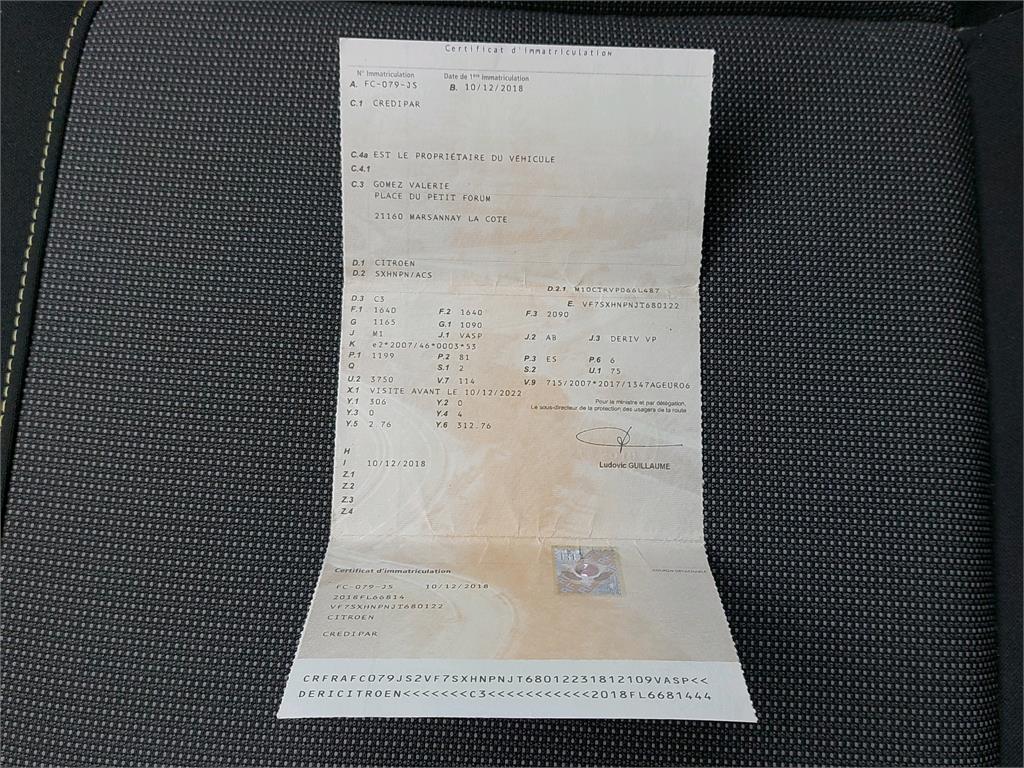 Certificat d'Immatriculation
N° Immatriculation Date de 1ère Immatriculation
A. FC-079-JS B. 10/12/2018
C.1 CREDIPAR
C.4a EST LE PROPRIÉTAIRE DU VÉHICULE
C.4.1
C.3 GOMEZ VALERIE
PLACE DU PETIT FORUM
21160 MARSANNAY LA COTE
D.1 CITROEN
D.2 SXHNPN/ACS
D.2.1 M10CTRVP066L487
D.3 C3 E. VF7SXHNPNJT680122
F.1 1640 F.2 1640 F.3 2090
G 1165 G.1 1090
J M1 J.1 VASP J.2 AB J.3 DERIV VP
K e2*2007/46*0003*53
P.1 1199 P.2 81 P.3 ES P.6 6
Q S.1 2 S.2 U.1 75
U.2 3750 V.7 114 V.9 715/2007*2017/1347AGEURO6
X.1 VISITE AVANT LE 10/12/2022
Y.1 306 Y.2 0
Pour le ministre et par délégation,
Le sous-directeur de la protection des usagers de la route
Y.3 0 Y.4 4
Y.5 2.76 Y.6 312.76
H
I 10/12/2018
Ludovic GUILLAUME
Z.1
Z.2
Z.3
Z.4
Certificat d'immatriculation
COUPON DÉTACHABLE
FC-079-JS 10/12/2018
2018FL66814
VF7SXHNPNJT680122
CITROEN
CREDIPAR
CRFRAFC079JS2VF7SXHNPNJT68012231812109VASP<<
DERICITROEN<<<<<<<C3<<<<<<<<<<<2018FL6681444